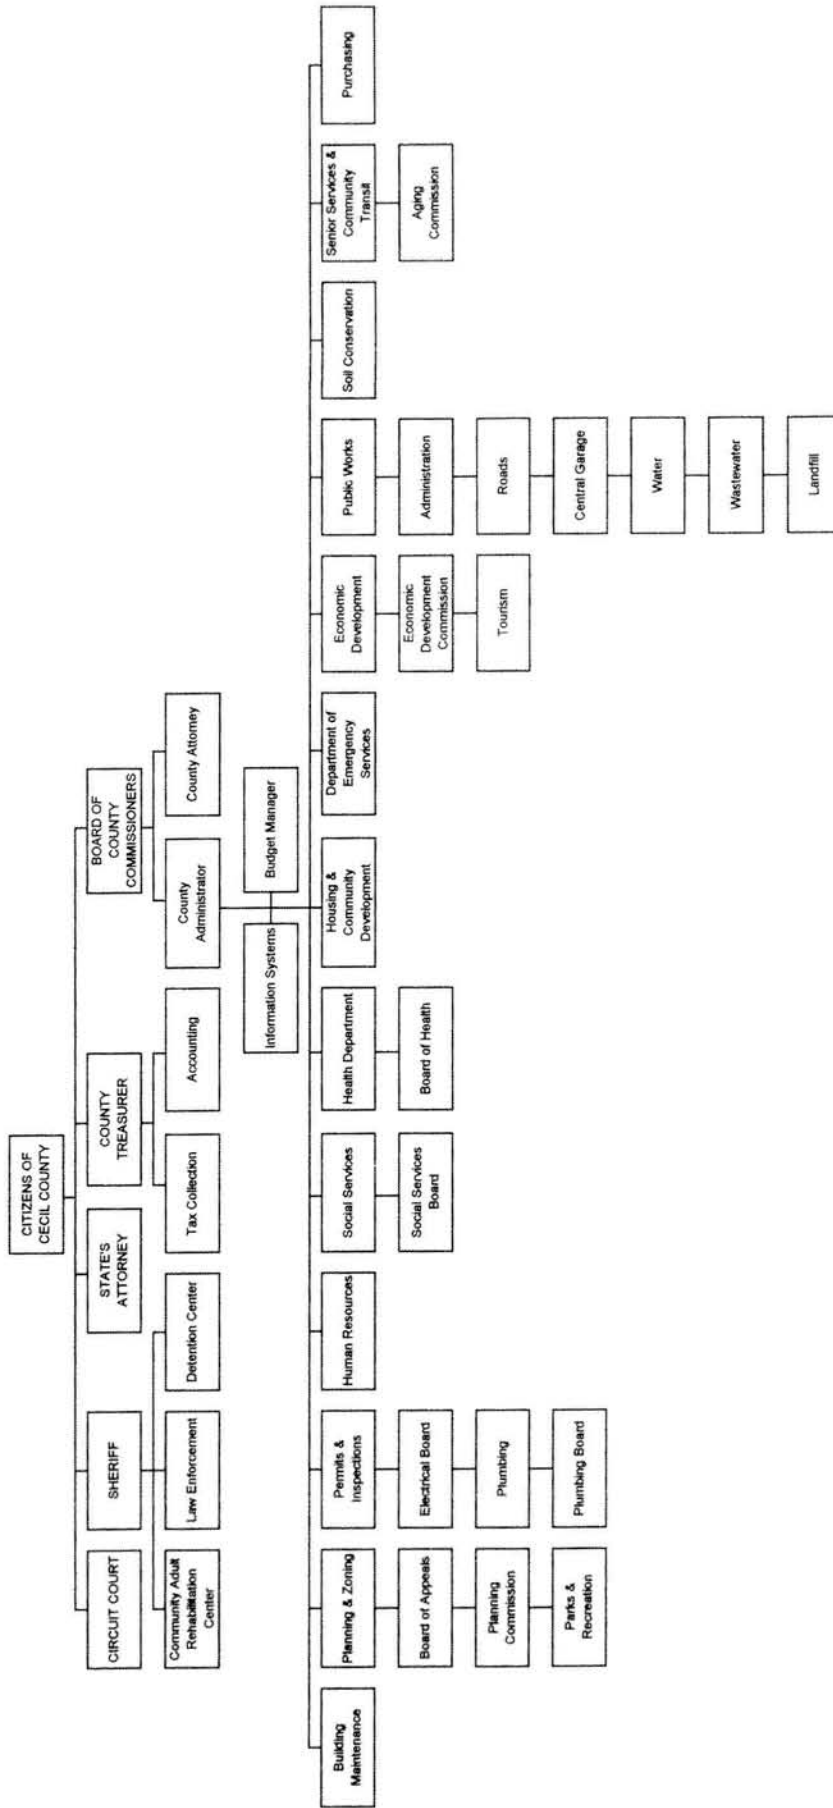 CITIZENS OF
CECIL COUNTY
CIRCUIT COURT
SHERIFF
STATE'S
ATTORNEY
COUNTY
TREASURER
BOARD OF
COUNTY
COMMISSIONERS
Community Adult
Rehabilitation
Center
Law Enforcement
Detention Center
Tax Collection
Accounting
County
Administrator
County Attorney
Information Systems
Budget Manager
Building
Maintenance
Planning & Zoning
Permits &
Inspections
Human Resources
Social Services
Health Department
Housing &
Community
Development
Department of
Emergency
Services
Economic
Development
Public Works
Soil Conservation
Senior Services &
Community
Transit
Purchasing
Board of Appeals
Electrical Board
Social Services
Board
Board of Health
Economic
Development
Commission
Administration
Aging
Commission
Planning
Commission
Plumbing
Tourism
Roads
Parks &
Recreation
Plumbing Board
Central Garage
Water
Wastewater
Landfill